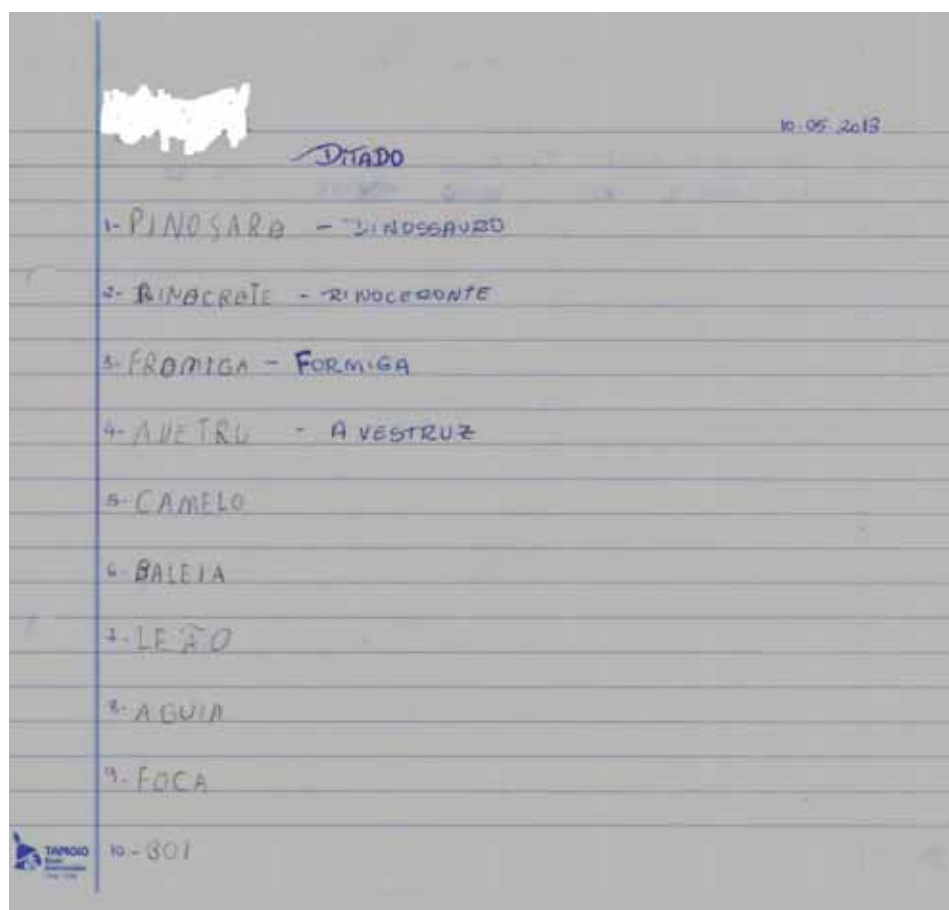 10.05.2013
DITADO
1- PINOSARO - DINOSSAURO
2- RINOCROTE - RINOCERONTE
3- FROMIGA - FORMIGA
4- AVETRU - AVESTRUZ
5- CAMELO
6- BALEIA
7- LEÃO
8- AGUIA
9- FOCA
TAMOIO 10- BOI